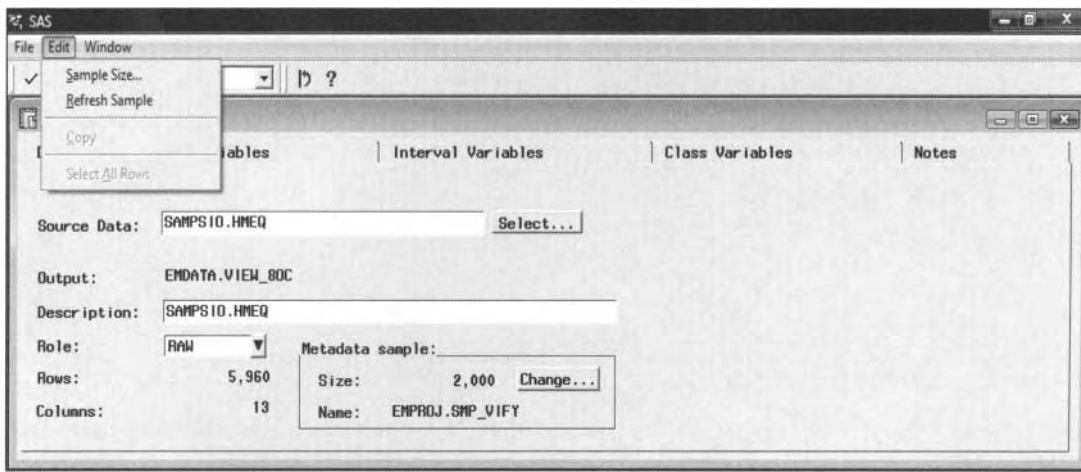 SAS
File Edit Window
Sample Size...
Refresh Sample
Copy
Select All Rows
iables Interval Variables Class Variables Notes
Source Data: SAMPSIO.HMEQ Select...
Output: EMDATA.VIEW_8OC
Description: SAMPSIO.HMEQ
Role: RAW Metadata sample:
Rows: 5,960 Size: 2,000 Change...
Columns: 13 Name: EMPROJ.SMP_VIFY